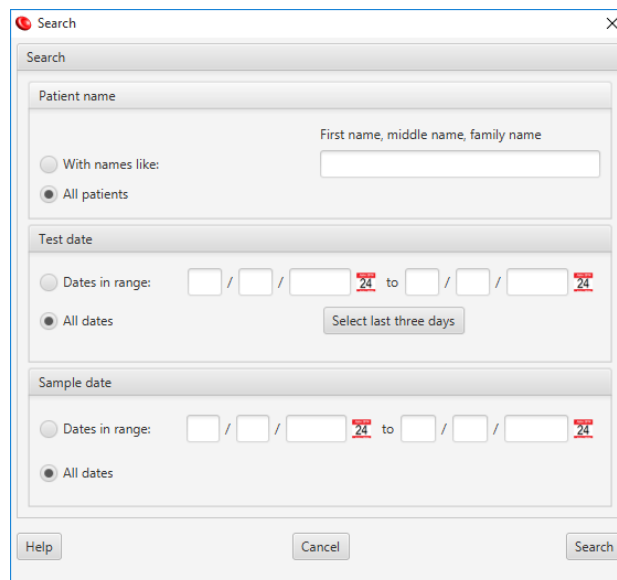 Search
Search
Patient name
First name, middle name, family name
With names like:
All patients
Test date
Dates in range: / / 24 to / / 24
All dates Select last three days
Sample date
Dates in range: / / 24 to / / 24
All dates
Help Cancel Search